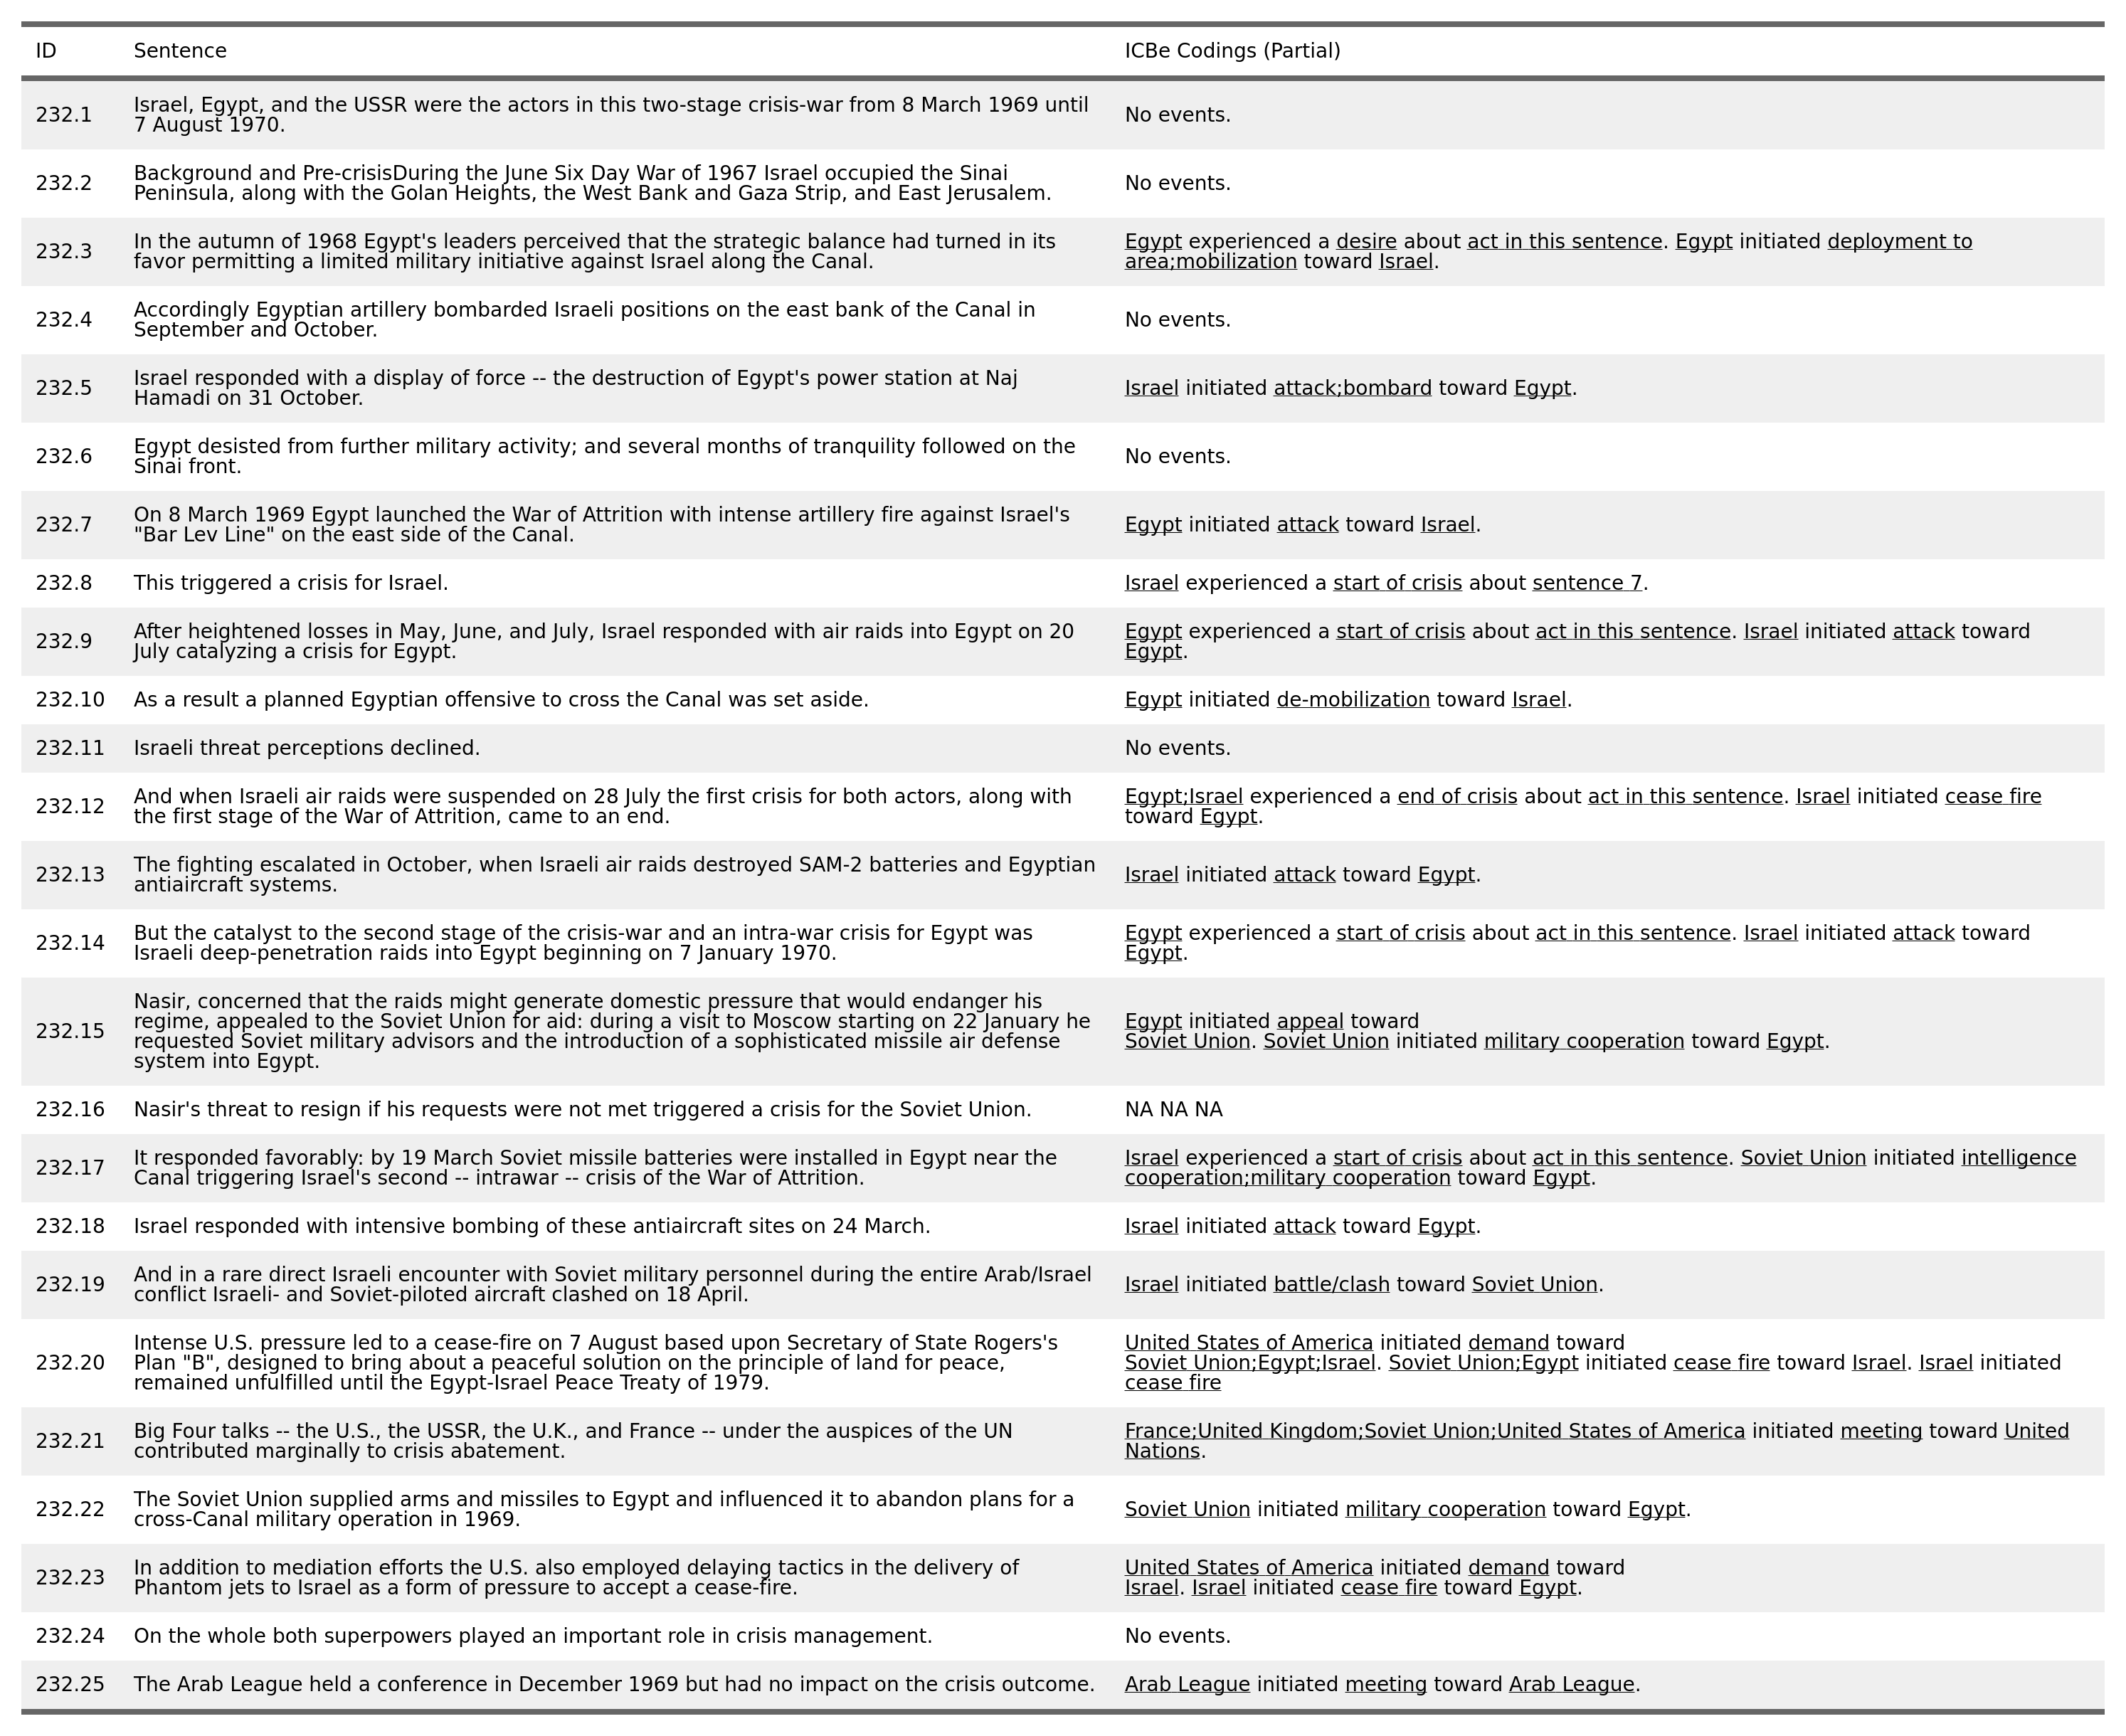 ID Sentence ICBe Codings (Partial)
232.1 Israel, Egypt, and the USSR were the actors in this two-stage crisis-war from 8 March 1969 until
7 August 1970. No events.
232.2 Background and Pre-crisisDuring the June Six Day War of 1967 Israel occupied the Sinai
Peninsula, along with the Golan Heights, the West Bank and Gaza Strip, and East Jerusalem. No events.
232.3 In the autumn of 1968 Egypt's leaders perceived that the strategic balance had turned in its
favor permitting a limited military initiative against Israel along the Canal.
Egypt experienced a desire about act in this sentence. Egypt initiated deployment to
area;mobilization toward Israel.
232.4 Accordingly Egyptian artillery bombarded Israeli positions on the east bank of the Canal in
September and October. No events.
232.5 Israel responded with a display of force -- the destruction of Egypt's power station at Naj
Hamadi on 31 October. Israel initiated attack;bombard toward Egypt.
232.6 Egypt desisted from further military activity; and several months of tranquility followed on the
Sinai front. No events.
232.7 On 8 March 1969 Egypt launched the War of Attrition with intense artillery fire against Israel's
"Bar Lev Line" on the east side of the Canal. Egypt initiated attack toward Israel.
232.8 This triggered a crisis for Israel. Israel experienced a start of crisis about sentence 7.
232.9 After heightened losses in May, June, and July, Israel responded with air raids into Egypt on 20
July catalyzing a crisis for Egypt.
Egypt experienced a start of crisis about act in this sentence. Israel initiated attack toward
Egypt.
232.10 As a result a planned Egyptian offensive to cross the Canal was set aside. Egypt initiated de-mobilization toward Israel.
232.11 Israeli threat perceptions declined. No events.
232.12 And when Israeli air raids were suspended on 28 July the first crisis for both actors, along with
the first stage of the War of Attrition, came to an end.
Egypt;Israel experienced a end of crisis about act in this sentence. Israel initiated cease fire
toward Egypt.
232.13 The fighting escalated in October, when Israeli air raids destroyed SAM-2 batteries and Egyptian
antiaircraft systems. Israel initiated attack toward Egypt.
232.14 But the catalyst to the second stage of the crisis-war and an intra-war crisis for Egypt was
Israeli deep-penetration raids into Egypt beginning on 7 January 1970.
Egypt experienced a start of crisis about act in this sentence. Israel initiated attack toward
Egypt.
232.15 Nasir, concerned that the raids might generate domestic pressure that would endanger his
regime, appealed to the Soviet Union for aid: during a visit to Moscow starting on 22 January he
requested Soviet military advisors and the introduction of a sophisticated missile air defense
system into Egypt.
Egypt initiated appeal toward
Soviet Union. Soviet Union initiated military cooperation toward Egypt.
232.16 Nasir's threat to resign if his requests were not met triggered a crisis for the Soviet Union. NA NA NA
232.17 It responded favorably: by 19 March Soviet missile batteries were installed in Egypt near the
Canal triggering Israel's second -- intrawar -- crisis of the War of Attrition.
Israel experienced a start of crisis about act in this sentence. Soviet Union initiated intelligence
cooperation;military cooperation toward Egypt.
232.18 Israel responded with intensive bombing of these antiaircraft sites on 24 March. Israel initiated attack toward Egypt.
232.19 And in a rare direct Israeli encounter with Soviet military personnel during the entire Arab/Israel
conflict Israeli- and Soviet-piloted aircraft clashed on 18 April. Israel initiated battle/clash toward Soviet Union.
232.20 Intense U.S. pressure led to a cease-fire on 7 August based upon Secretary of State Rogers's
Plan "B", designed to bring about a peaceful solution on the principle of land for peace,
remained unfulfilled until the Egypt-Israel Peace Treaty of 1979.
United States of America initiated demand toward
Soviet Union;Egypt;Israel. Soviet Union;Egypt initiated cease fire toward Israel. Israel initiated
cease fire
232.21 Big Four talks -- the U.S., the USSR, the U.K., and France -- under the auspices of the UN
contributed marginally to crisis abatement.
France;United Kingdom;Soviet Union;United States of America initiated meeting toward United
Nations.
232.22 The Soviet Union supplied arms and missiles to Egypt and influenced it to abandon plans for a
cross-Canal military operation in 1969. Soviet Union initiated military cooperation toward Egypt.
232.23 In addition to mediation efforts the U.S. also employed delaying tactics in the delivery of
Phantom jets to Israel as a form of pressure to accept a cease-fire.
United States of America initiated demand toward
Israel. Israel initiated cease fire toward Egypt.
232.24 On the whole both superpowers played an important role in crisis management. No events.
232.25 The Arab League held a conference in December 1969 but had no impact on the crisis outcome. Arab League initiated meeting toward Arab League.